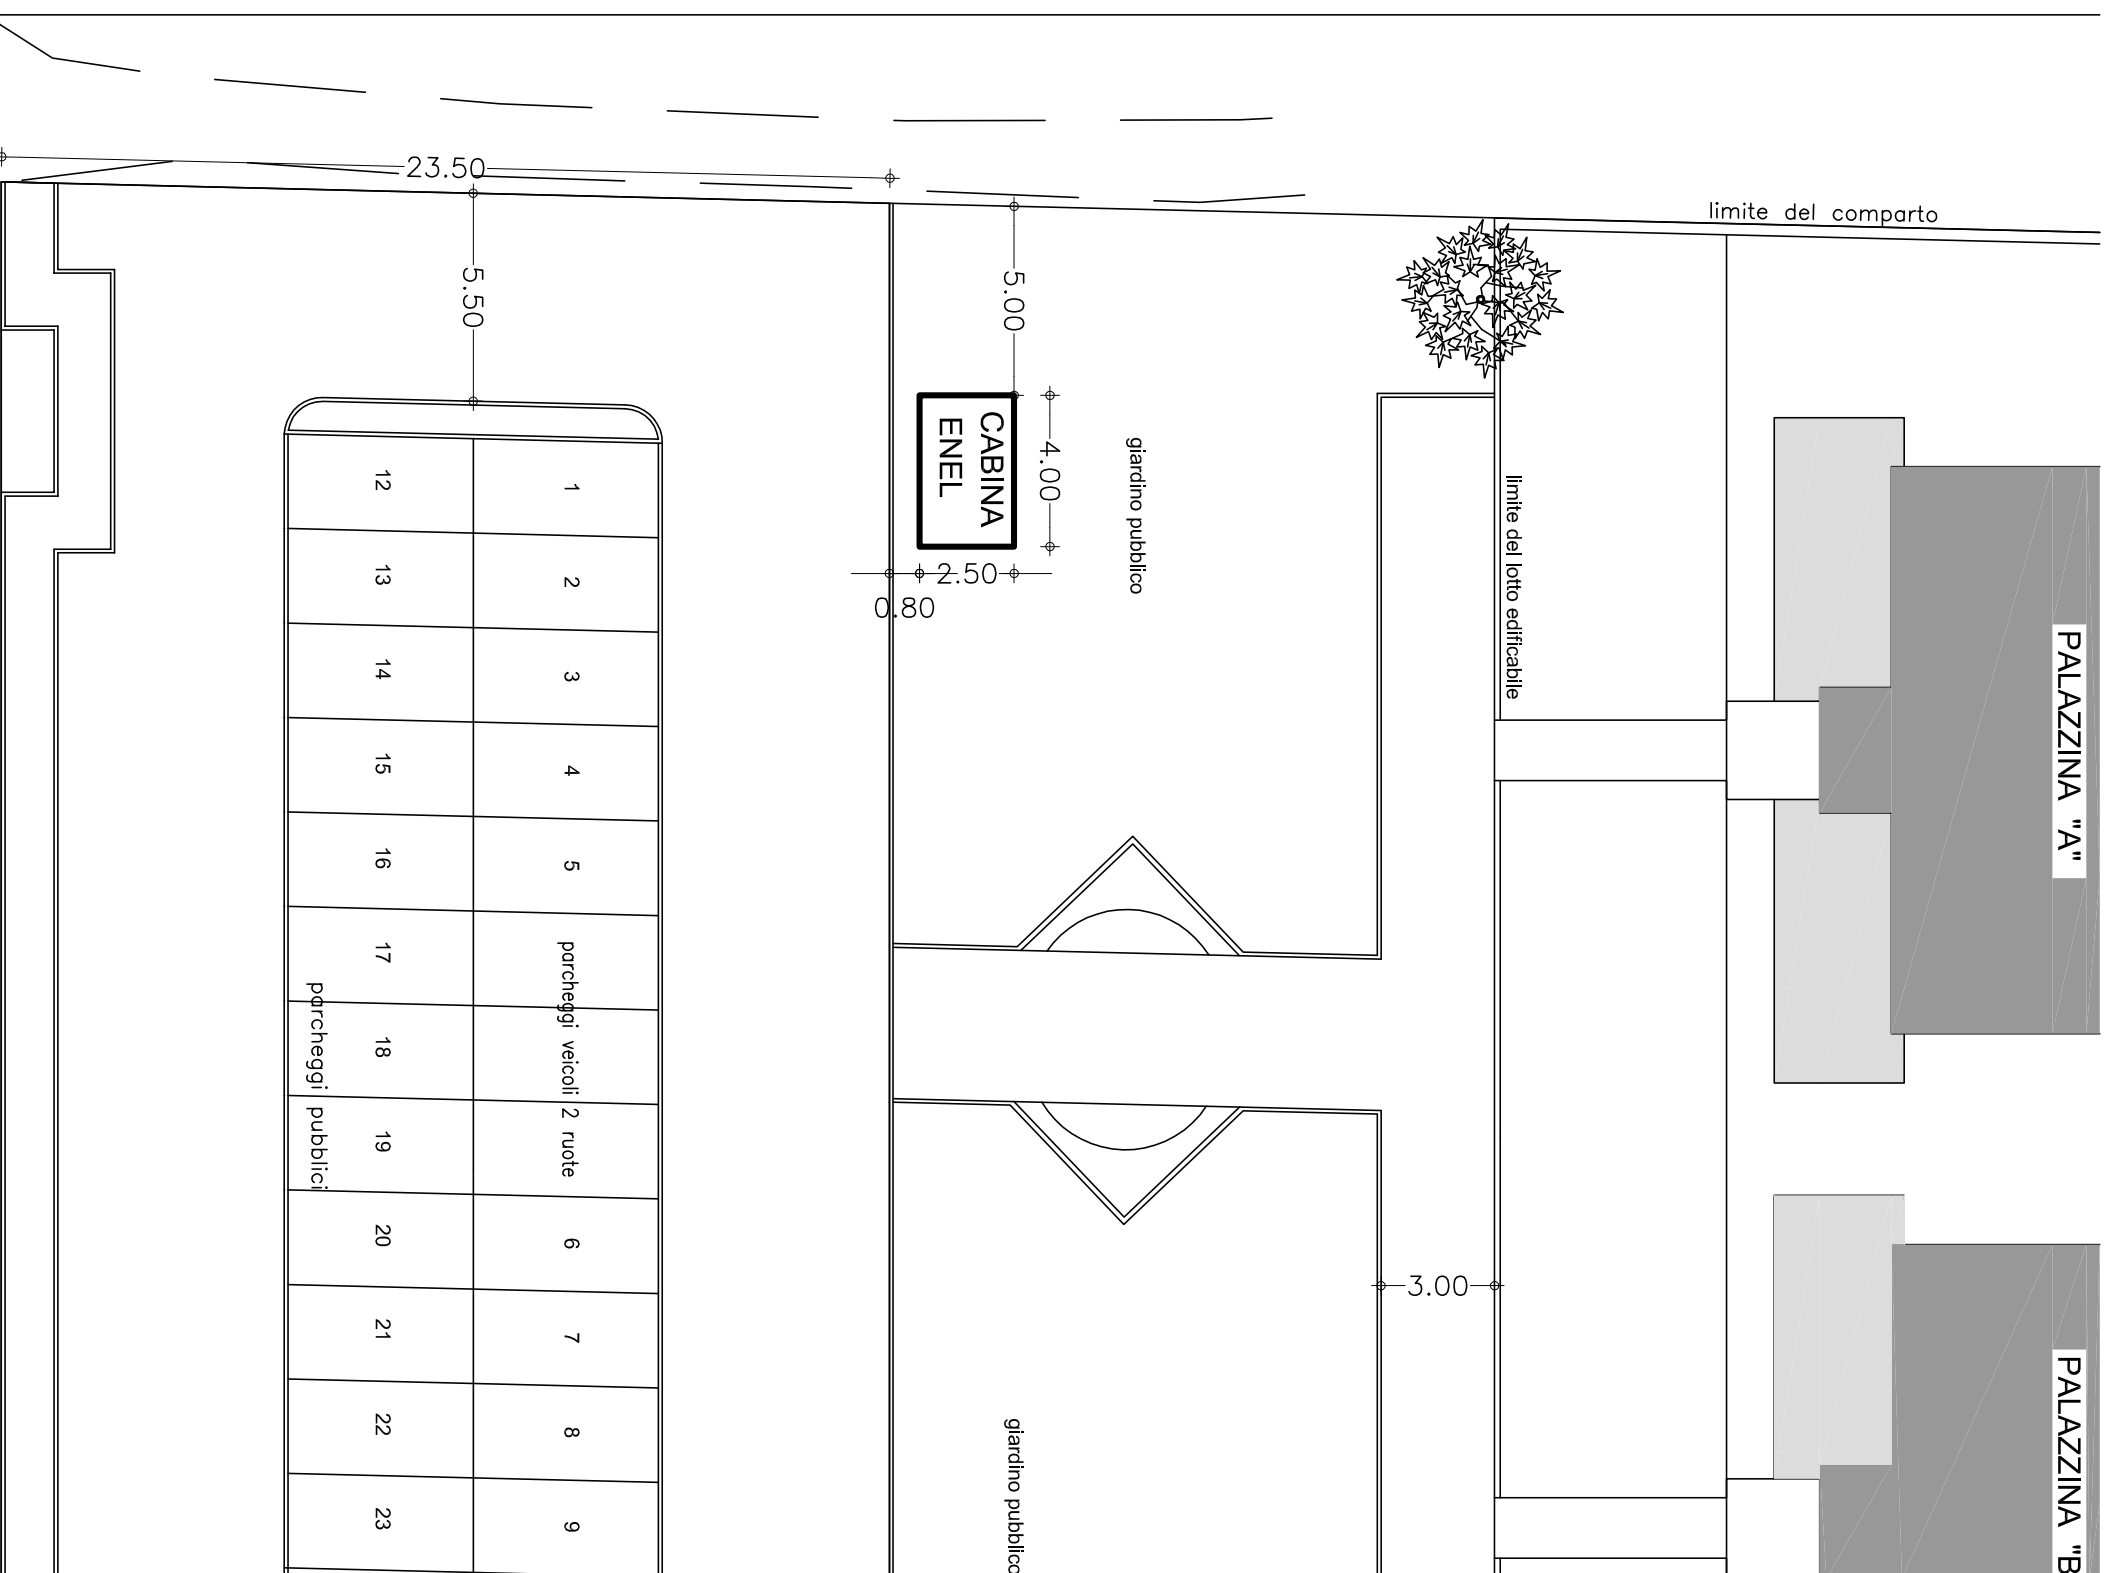 limite del comparto
23.50
5.50
5.00
CABINA
ENEL
4.00
2.50
0.80
giardino pubblico
limite del lotto edificabile
PALAZZINA "A"
12
1
13
2
14
3
15
4
16
5
17
18
19
parcheggi pubblici
parcheggi veicoli 2 ruote
20
6
21
7
22
8
23
9
3.00
giardino pubblico
PALAZZINA "B